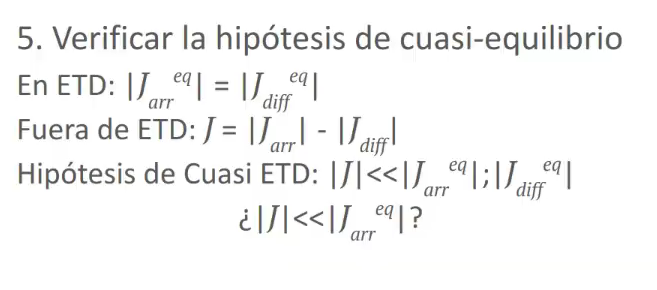 5. Verificar la hipótesis de cuasi-equilibrio
En ETD: |J_arr^eq| = |J_diff^eq|
Fuera de ETD: J = |J_arr| - |J_diff|
Hipótesis de Cuasi ETD: |J|<<|J_arr^eq|;|J_diff^eq|
¿|J|<<|J_arr^eq|?